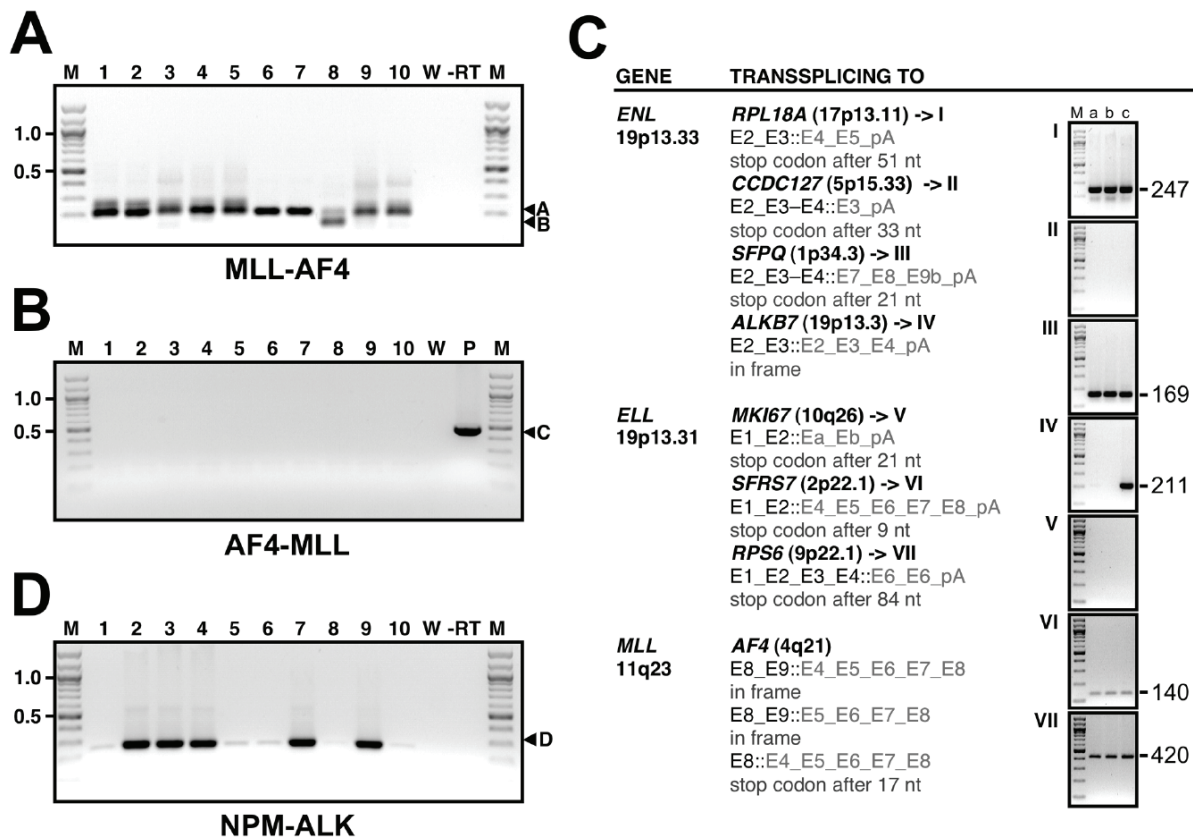 A
M 1 2 3 4 5 6 7 8 9 10 W -RT M
1.0
0.5
A
B
MLL-AF4
B
M 1 2 3 4 5 6 7 8 9 10 W P M
1.0
0.5
C
AF4-MLL
D
M 1 2 3 4 5 6 7 8 9 10 W -RT M
1.0
0.5
D
NPM-ALK
C
GENE TRANSSPLICING TO
ENL RPL18A (17p13.11) -> I
19p13.33 E2_E3::E4_E5_pA
stop codon after 51 nt
CCDC127 (5p15.33) -> II
E2_E3–E4::E3_pA
stop codon after 33 nt
SFPQ (1p34.3) -> III
E2_E3–E4::E7_E8_E9b_pA
stop codon after 21 nt
ALKB7 (19p13.3) -> IV
E2_E3::E2_E3_E4_pA
in frame
ELL MKI67 (10q26) -> V
19p13.31 E1_E2::Ea_Eb_pA
stop codon after 21 nt
SFRS7 (2p22.1) -> VI
E1_E2::E4_E5_E6_E7_E8_pA
stop codon after 9 nt
RPS6 (9p22.1) -> VII
E1_E2_E3_E4::E6_E6_pA
stop codon after 84 nt
MLL AF4 (4q21)
11q23 E8_E9::E4_E5_E6_E7_E8
in frame
E8_E9::E5_E6_E7_E8
in frame
E8::E4_E5_E6_E7_E8
stop codon after 17 nt
M a b c
I
247
II
III
169
IV
211
V
VI
140
VII
420